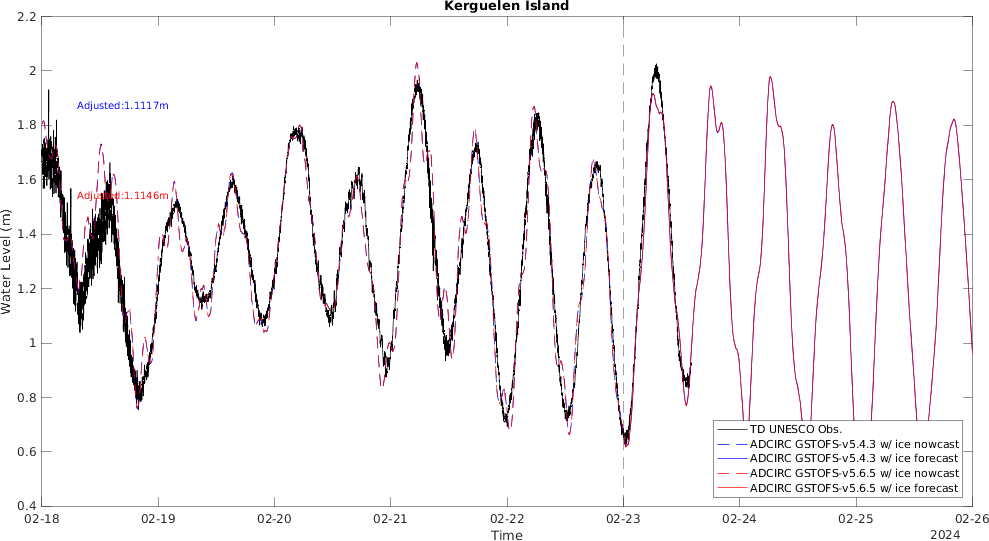 Kerguelen Island
2.2
2
1.8
1.6
1.4
1.2
1
0.8
0.6
0.4
Water Level (m)
Adjusted:1.1117m
Adjusted:1.1146m
TD UNESCO Obs.
ADCIRC GSTOFS-v5.4.3 w/ ice nowcast
ADCIRC GSTOFS-v5.4.3 w/ ice forecast
ADCIRC GSTOFS-v5.6.5 w/ ice nowcast
ADCIRC GSTOFS-v5.6.5 w/ ice forecast
02-18 02-19 02-20 02-21 02-22 02-23 02-24 02-25 02-26
Time
2024